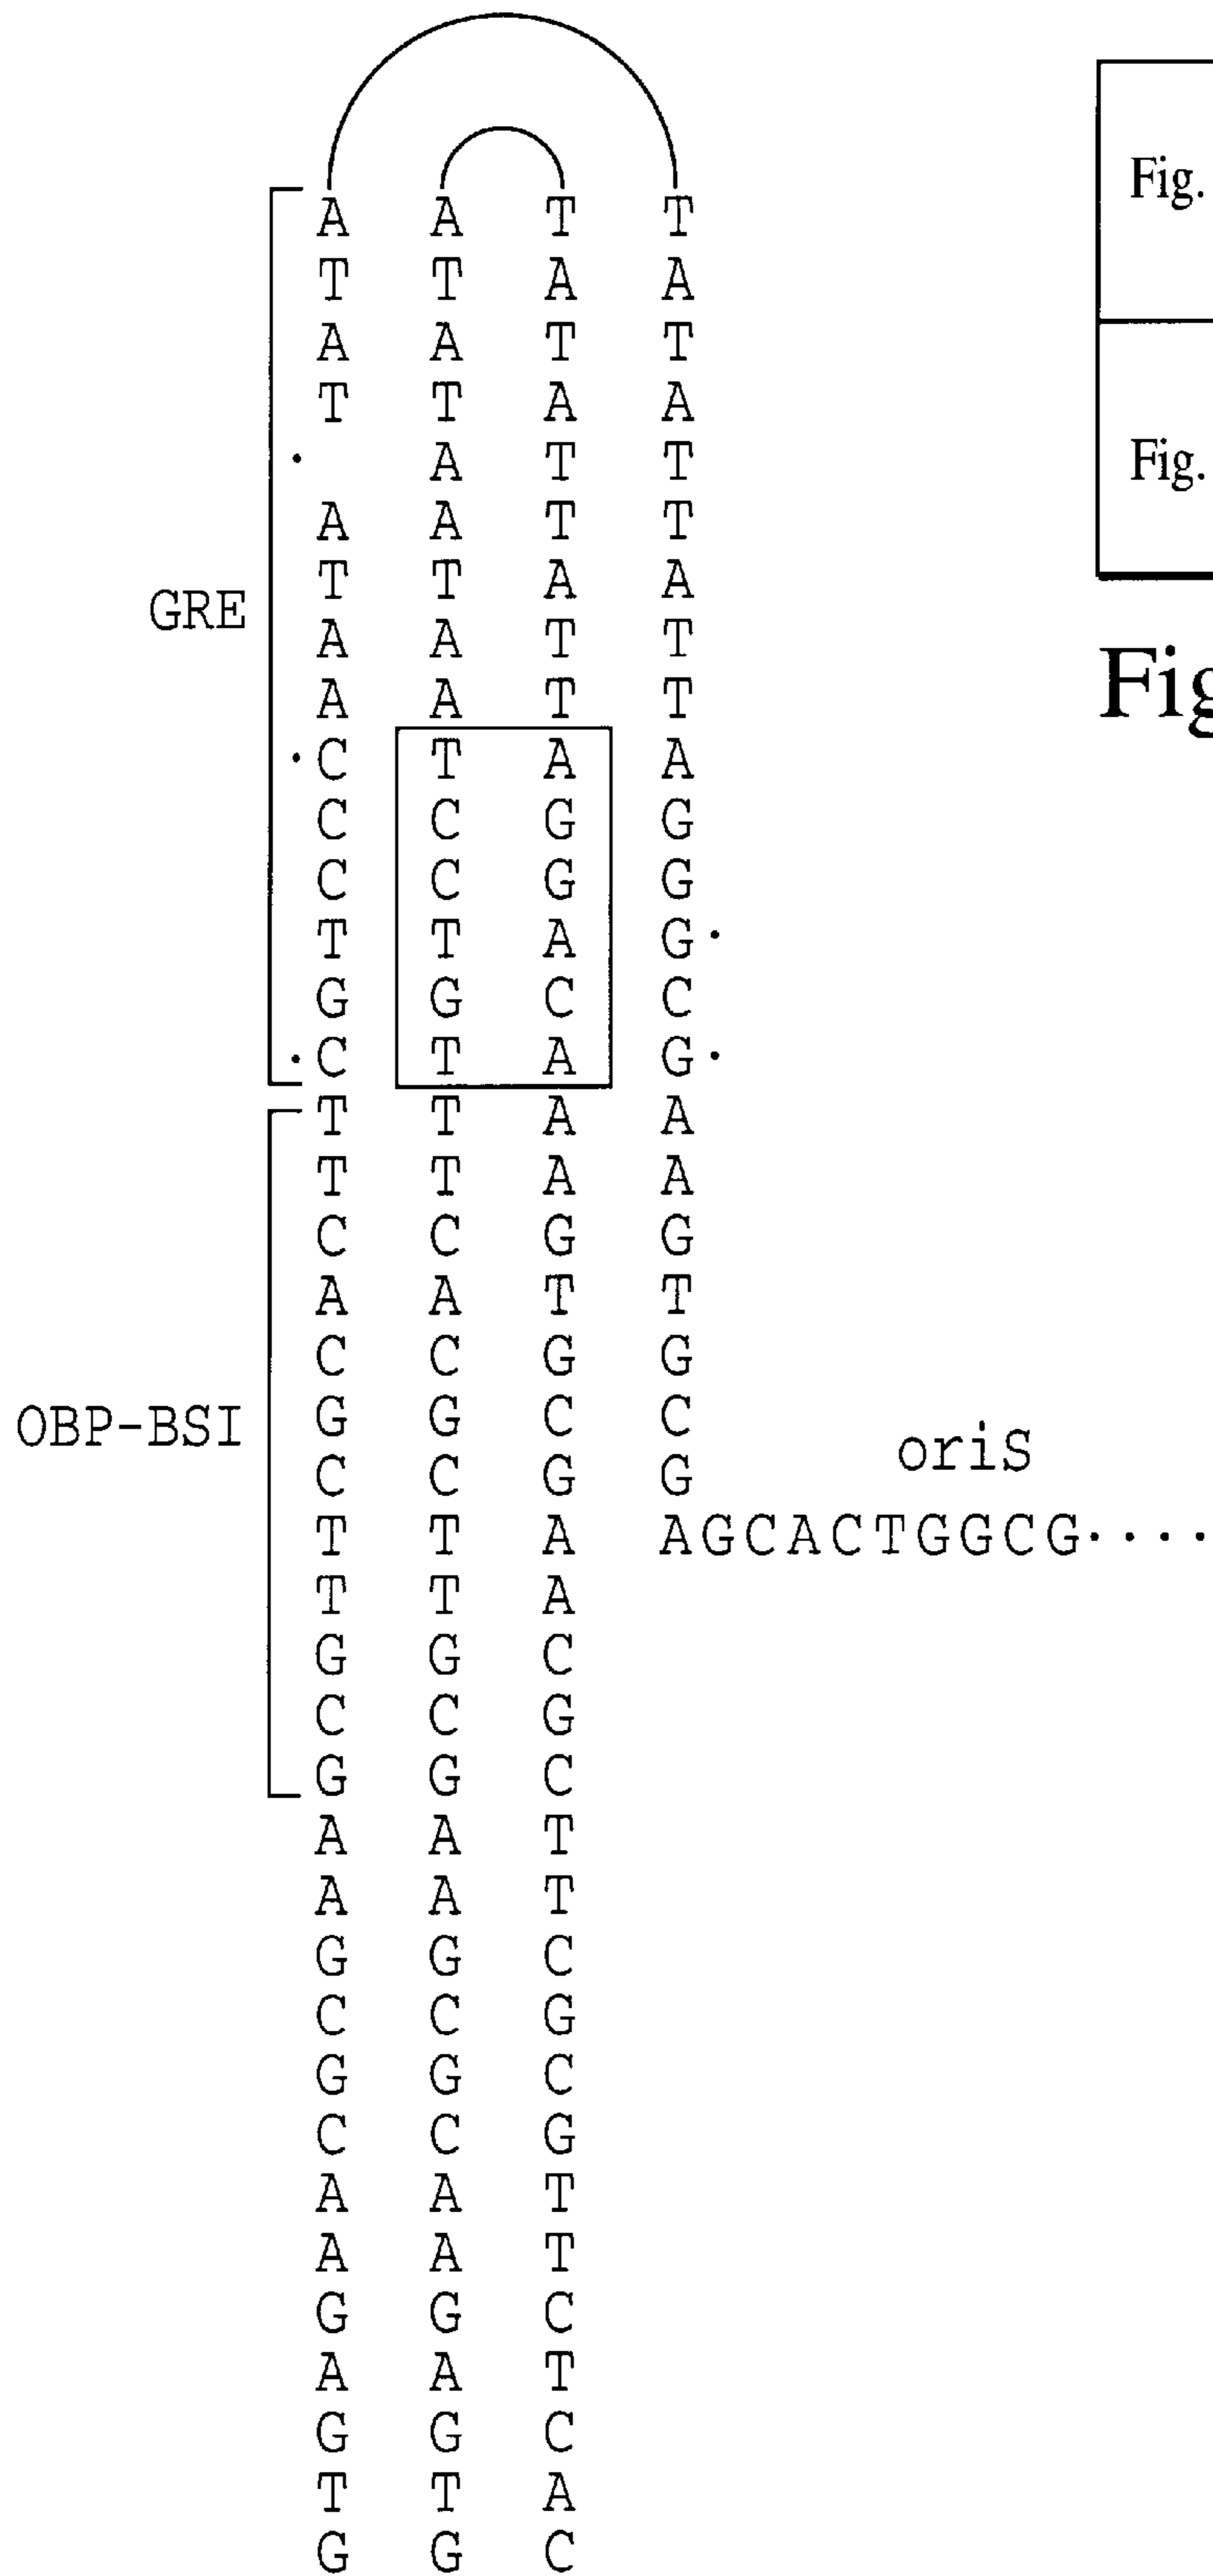 Fig.
A A T T
T T A A
A A T T
T T A A
· A T T
Fig.
A A T T
T T A A
GRE
A A T T
A A T T
Fig
·C T A A
C C G G
C C G G
T T A G·
G G C C
·C T A G·
T T A A
T T A A
C C G G
A A T T
C C G G
G G C C
OBP-BSI
oriS
C C G G
T T A AGCACTGGCG····
T T A
G G C
C C G
G G C
A A T
A A T
G G C
C C G
G G C
C C G
A A T
A A T
G G C
A A T
G G C
T T A
G G C